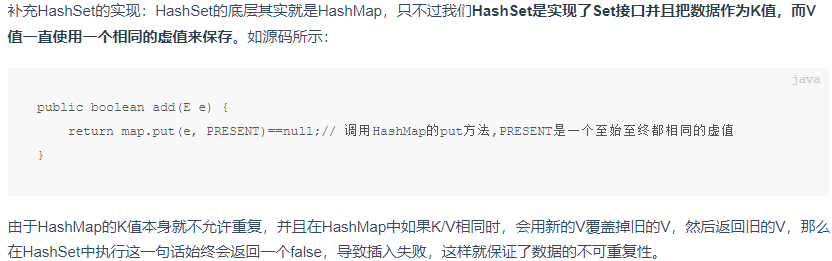 补充HashSet的实现：HashSet的底层其实就是HashMap，只不过我们HashSet是实现了Set接口并且把数据作为K值，而V
值一直使用一个相同的虚值来保存。如源码所示：
java
public boolean add(E e) {
    return map.put(e, PRESENT)==null;// 调用HashMap的put方法,PRESENT是一个至始至终都相同的虚值
}
由于HashMap的K值本身就不允许重复，并且在HashMap中如果K/V相同时，会用新的V覆盖掉旧的V，然后返回旧的V，那么
在HashSet中执行这一句话始终会返回一个false，导致插入失败，这样就保证了数据的不可重复性。